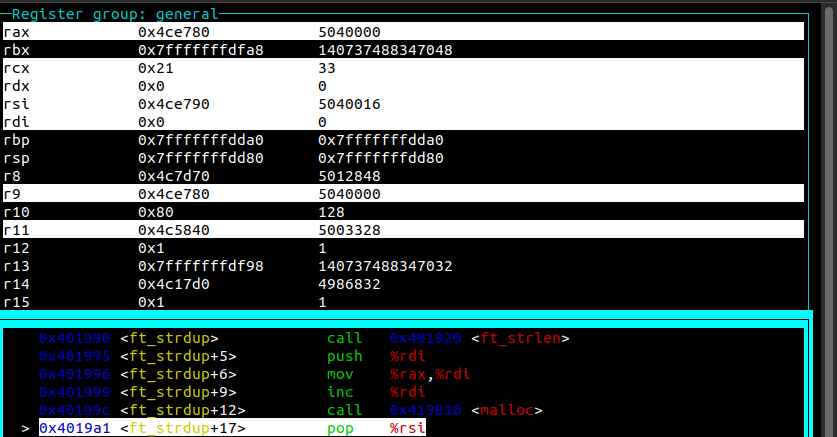 Register group: general
rax 0x4ce780 5040000
rbx 0x7fffffffdfa8 140737488347048
rcx 0x21 33
rdx 0x0 0
rsi 0x4ce790 5040016
rdi 0x0 0
rbp 0x7fffffffdda0 0x7fffffffdda0
rsp 0x7fffffffdd80 0x7fffffffdd80
r8 0x4c7d70 5012848
r9 0x4ce780 5040000
r10 0x80 128
r11 0x4c5840 5003328
r12 0x1 1
r13 0x7fffffffdf98 140737488347032
r14 0x4c17d0 4986832
r15 0x1 1
0x401990 <ft_strdup> call 0x401920 <ft_strlen>
0x401995 <ft_strdup+5> push %rdi
0x401996 <ft_strdup+6> mov %rax,%rdi
0x401999 <ft_strdup+9> inc %rdi
0x40199c <ft_strdup+12> call 0x419810 <malloc>
> 0x4019a1 <ft_strdup+17> pop %rsi